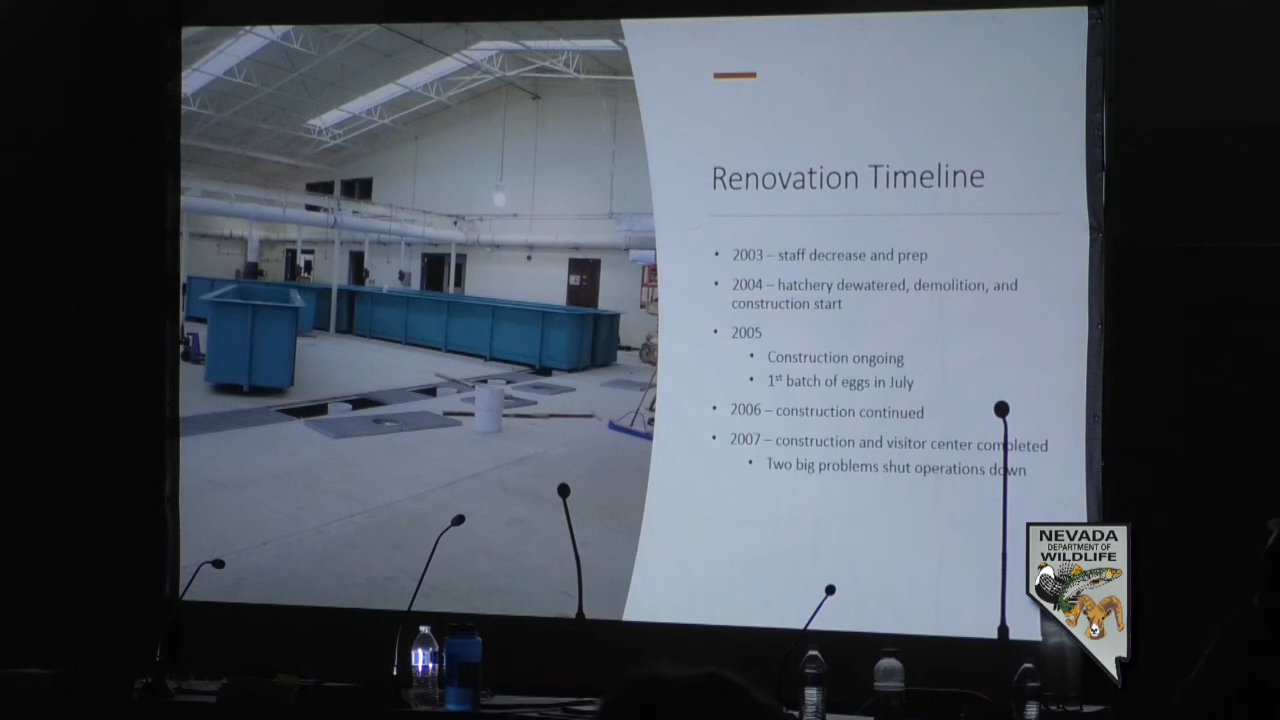 Renovation Timeline
• 2003 – staff decrease and prep
• 2004 – hatchery dewatered, demolition, and
construction start
• 2005
• Construction ongoing
• 1st batch of eggs in July
• 2006 – construction continued
• 2007 – construction and visitor center completed
• Two big problems shut operations down
NEVADA
DEPARTMENT OF
WILDLIFE